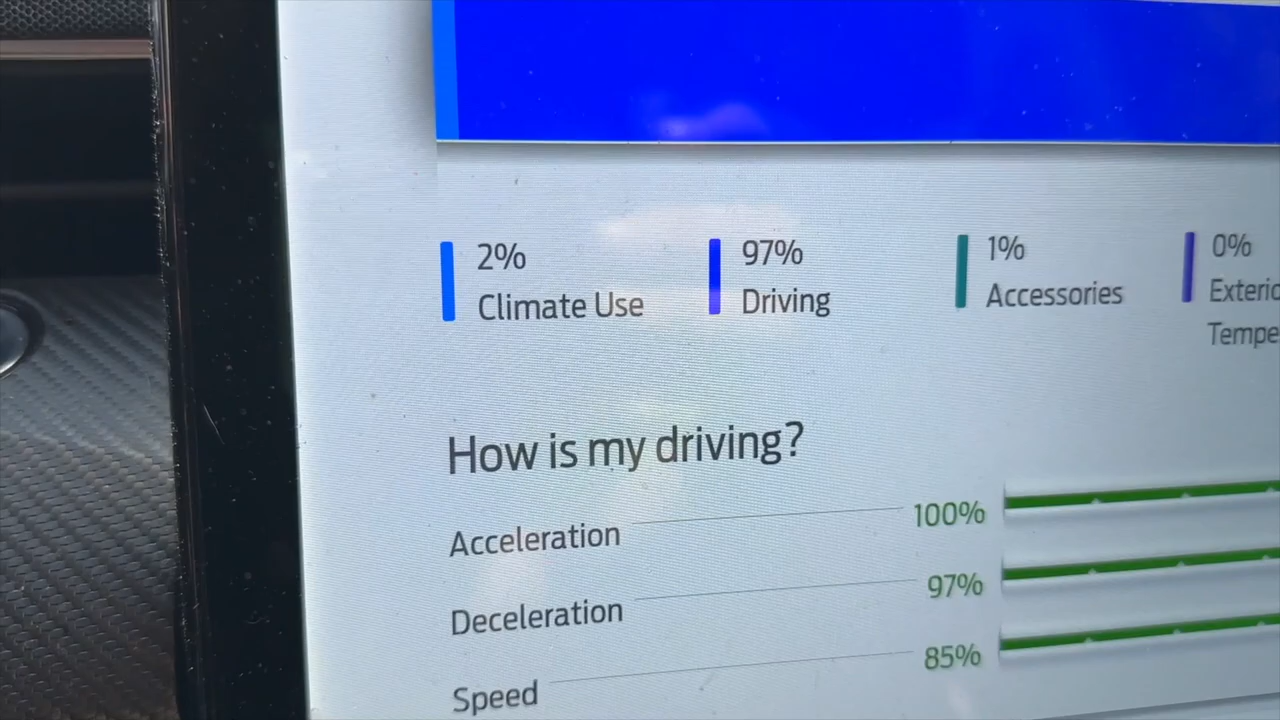 2% 97% 1% 0%
Climate Use Driving Accessories
How is my driving?
Acceleration 100%
Deceleration 97%
Speed 85%